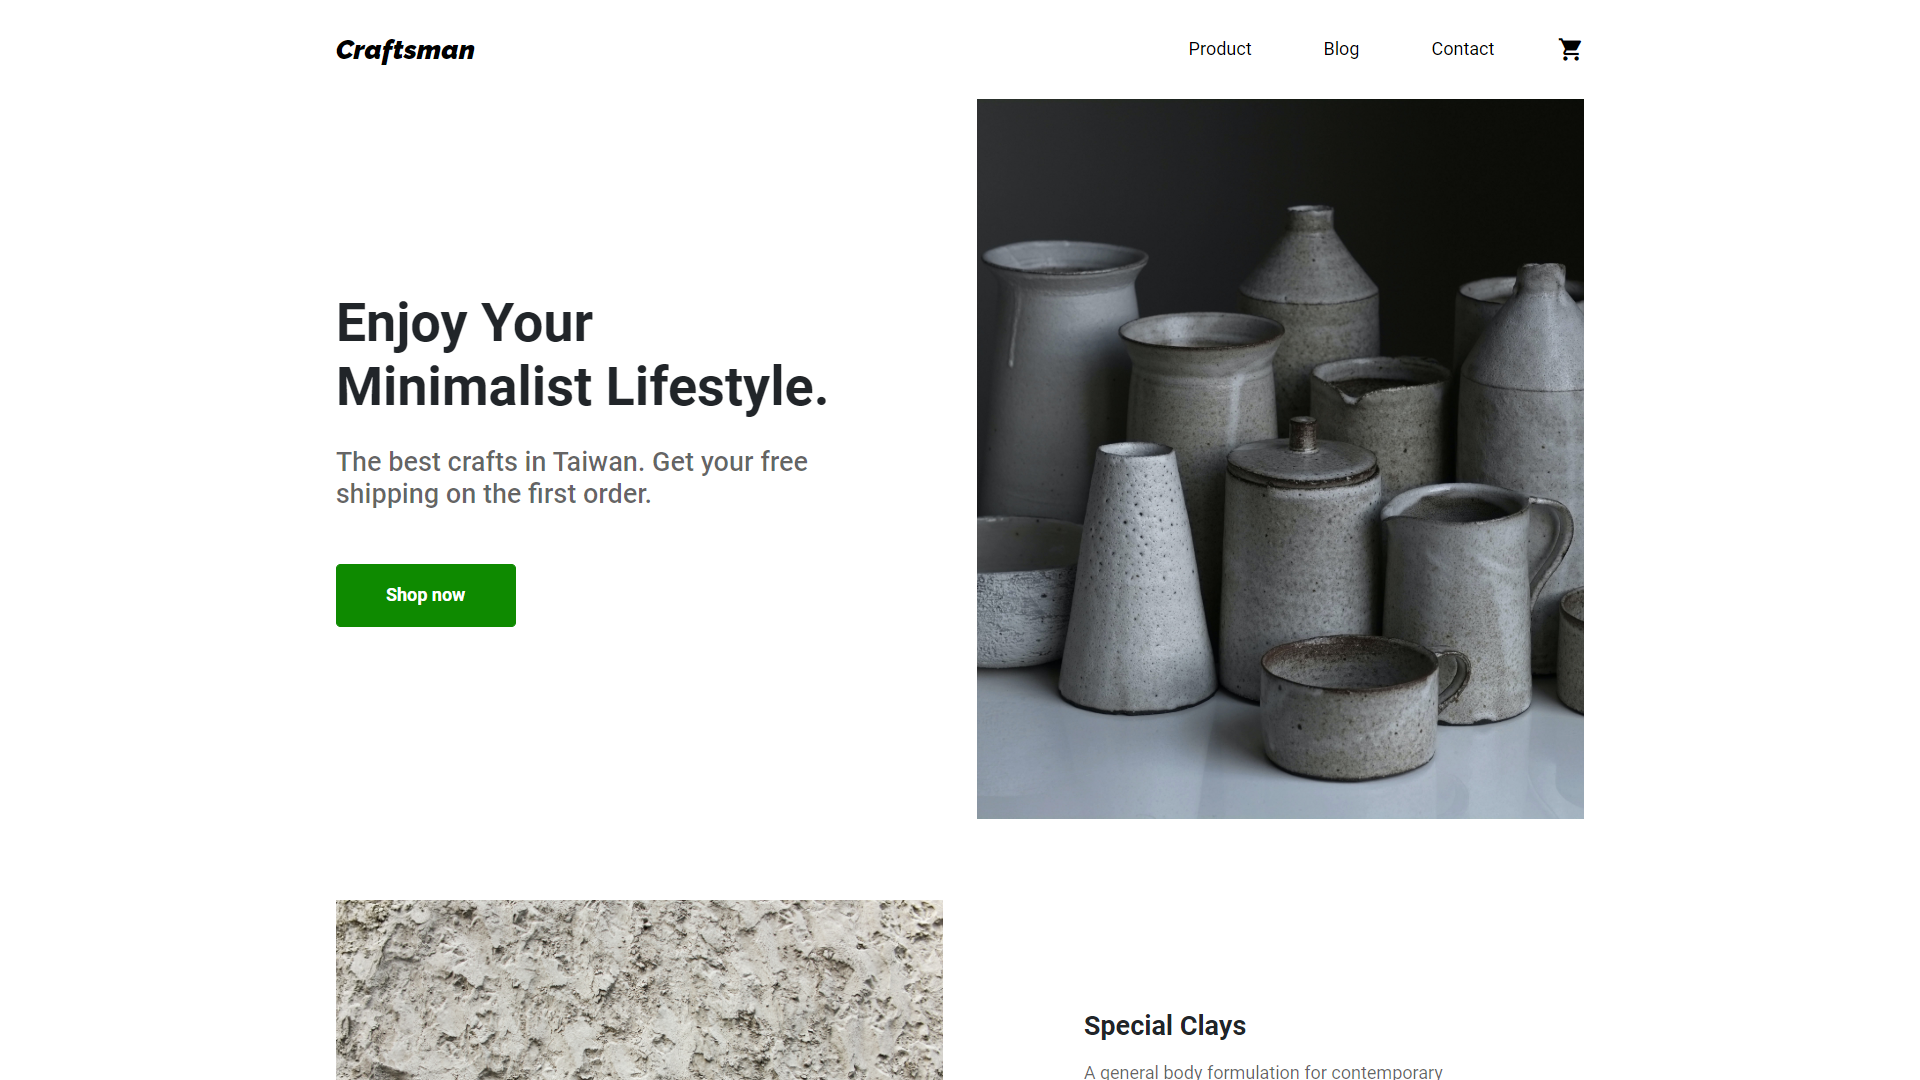 Craftsman
Product
Blog
Contact
Enjoy Your
Minimalist Lifestyle.
The best crafts in Taiwan. Get your free
shipping on the first order.
Shop now
Special Clays
A general body formulation for contemporary